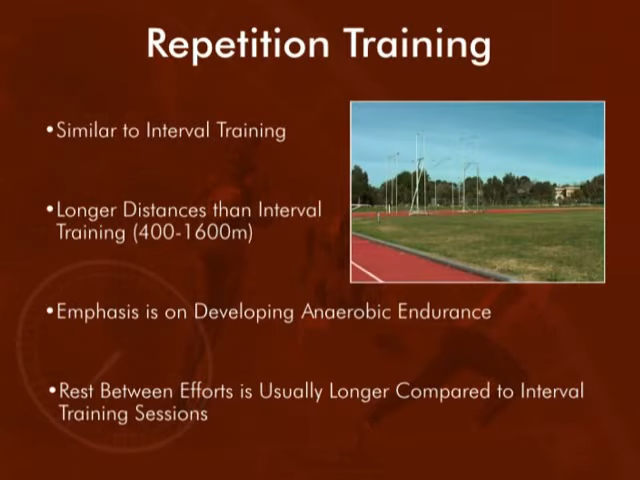 Repetition Training
•Similar to Interval Training
•Longer Distances than Interval
Training (400-1600m)
•Emphasis is on Developing Anaerobic Endurance
•Rest Between Efforts is Usually Longer Compared to Interval
Training Sessions